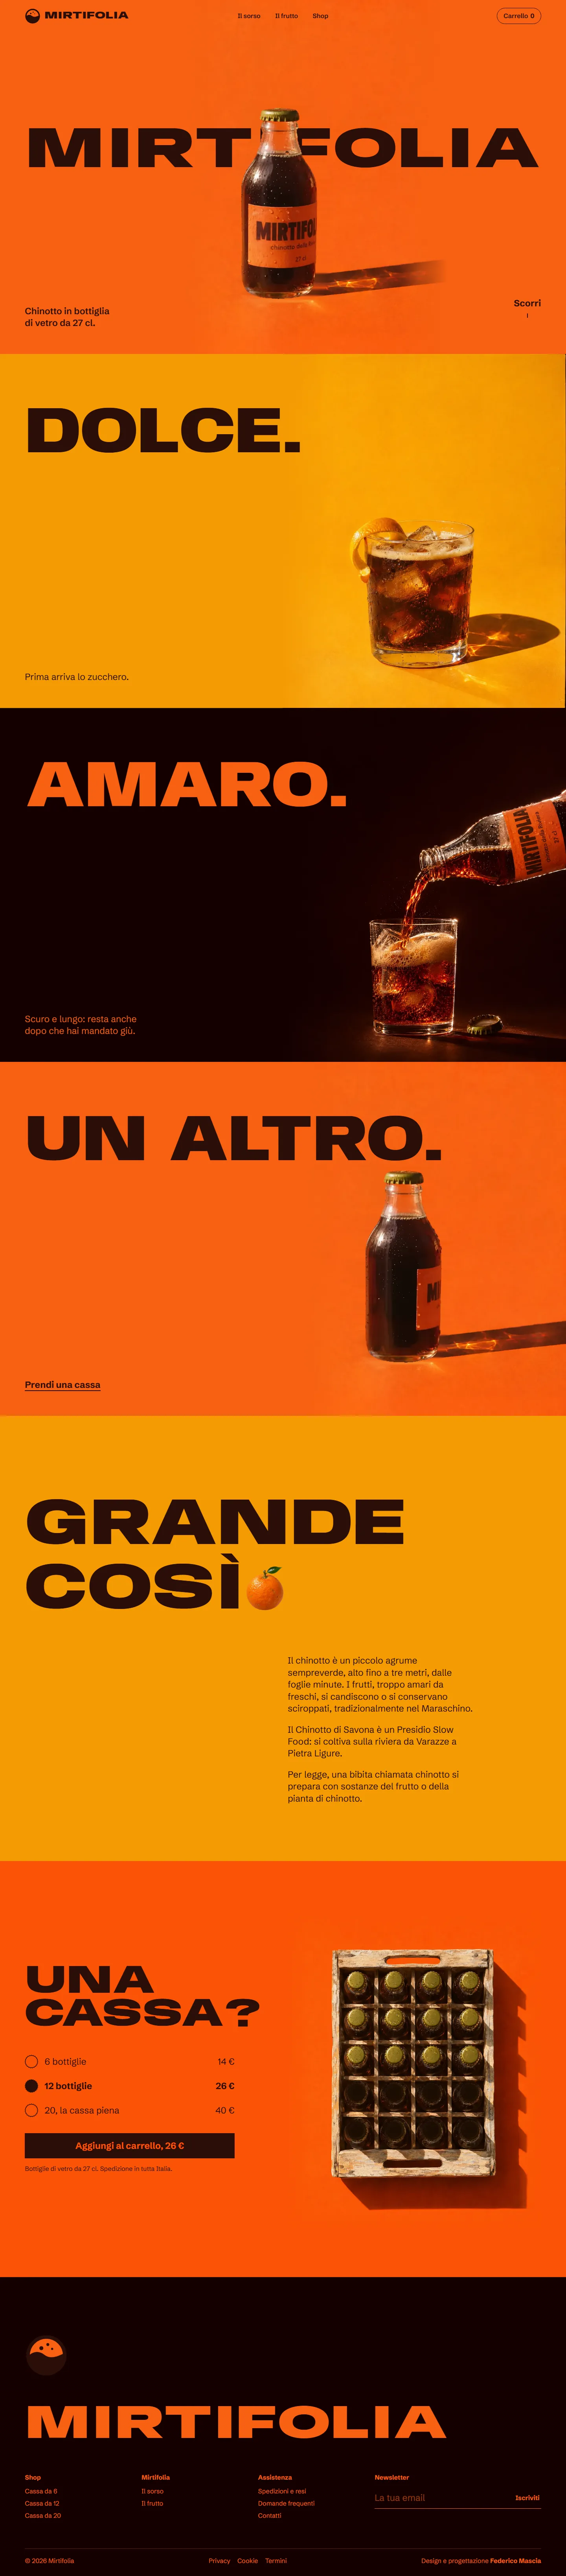 MIRTIFOLIA
Il sorso Il frutto Shop
Carrello 0
MIRTIFOLIA
MIRTIFOL
27 cl
Chinotto in bottiglia
di vetro da 27 cl.
Scorri
DOLCE.
Prima arriva lo zucchero.
AMARO.
MIRTIFOLIA
Scuro e lungo: resta anche
dopo che hai mandato giù.
UN ALTRO.
Prendi una cassa
GRANDE
COSÌ
Il chinotto è un piccolo agrume
sempreverde, alto fino a tre metri, dalle
foglie minute. I frutti, troppo amari da
freschi, si candiscono o si conservano
sciroppati, tradizionalmente nel Maraschino.
Il Chinotto di Savona è un Presidio Slow
Food: si coltiva sulla riviera da Varazze a
Pietra Ligure.
Per legge, una bibita chiamata chinotto si
prepara con sostanze del frutto o della
pianta di chinotto.
UNA
CASSA?
6 bottiglie 14 €
12 bottiglie 26 €
20, la cassa piena 40 €
Aggiungi al carrello, 26 €
Bottiglie di vetro da 27 cl. Spedizione in tutta Italia.
MIRTIFOLIA
Shop
Cassa da 6
Cassa da 12
Cassa da 20
Mirtifolia
Il sorso
Il frutto
Assistenza
Spedizioni e resi
Domande frequenti
Contatti
Newsletter
La tua email Iscriviti
© 2026 Mirtifolia
Privacy Cookie Termini
Design e progettazione Federico Mascia